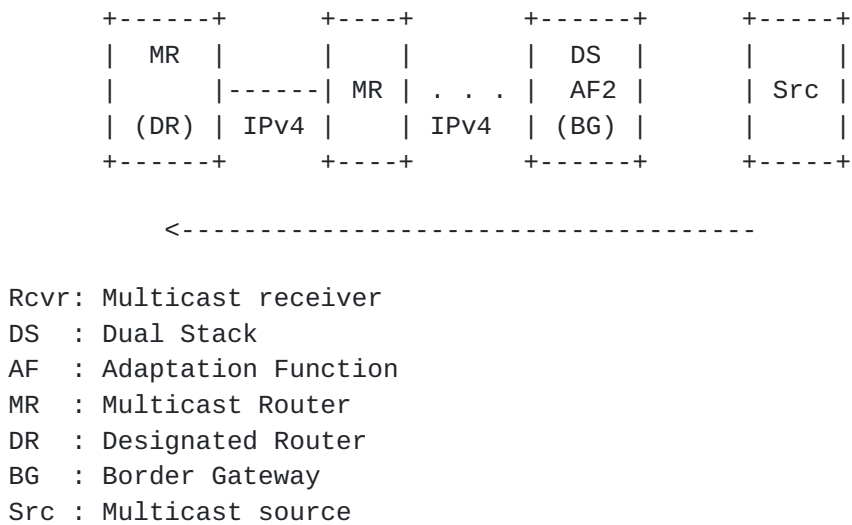 +------+      +----+       +------+      +-----+
|  MR  |      |    |       |  DS  |      |     |
|      |------| MR | . . . |  AF2 |      | Src |
| (DR) | IPv4 |    | IPv4  | (BG) |      |     |
+------+      +----+       +------+      +-----+
<-------------------------------------
Rcvr: Multicast receiver
DS  : Dual Stack
AF  : Adaptation Function
MR  : Multicast Router
DR  : Designated Router
BG  : Border Gateway
Src : Multicast source